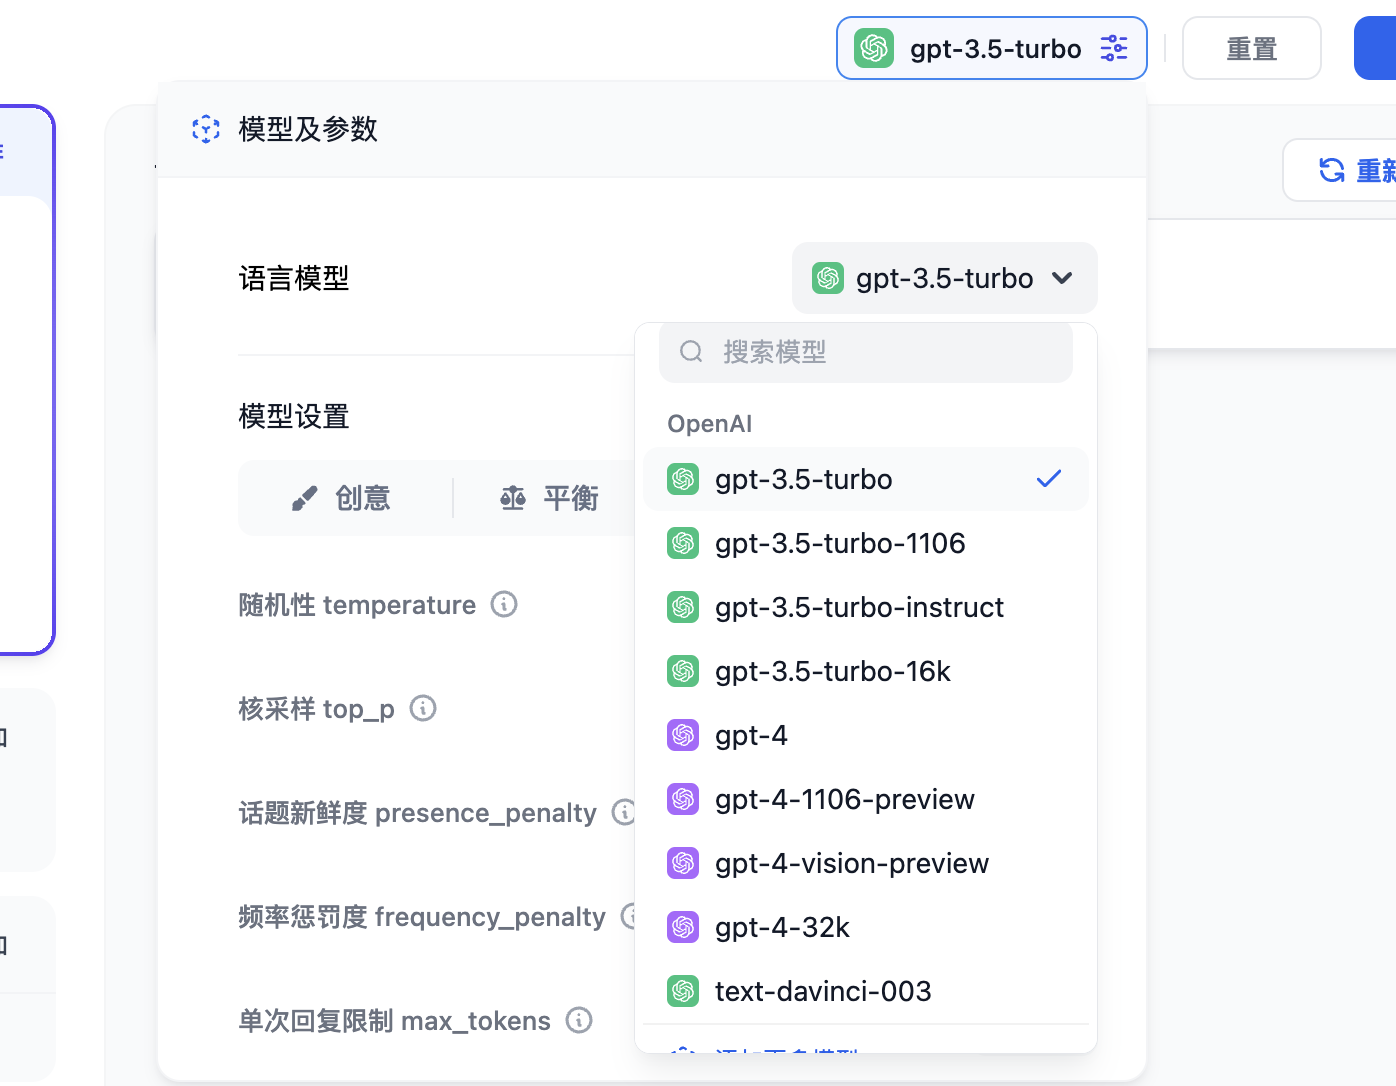 gpt-3.5-turbo
重置
模型及参数
重新
语言模型
gpt-3.5-turbo
搜索模型
模型设置
OpenAI
创意
平衡
gpt-3.5-turbo
gpt-3.5-turbo-1106
gpt-3.5-turbo-instruct
gpt-3.5-turbo-16k
gpt-4
gpt-4-1106-preview
gpt-4-vision-preview
gpt-4-32k
text-davinci-003
随机性 temperature
核采样 top_p
话题新鲜度 presence_penalty
频率惩罚度 frequency_penalty
单次回复限制 max_tokens